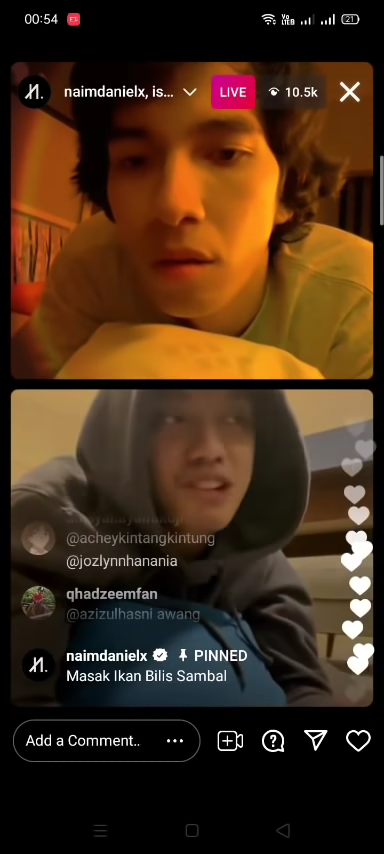 00:54
21
naimdanielx, is...
LIVE
10.5k
@acheykintangkintung
@jozlynnhanania
qhadzeemfan
@azizulhasni awang
naimdanielx PINNED
Masak Ikan Bilis Sambal
Add a Comment..